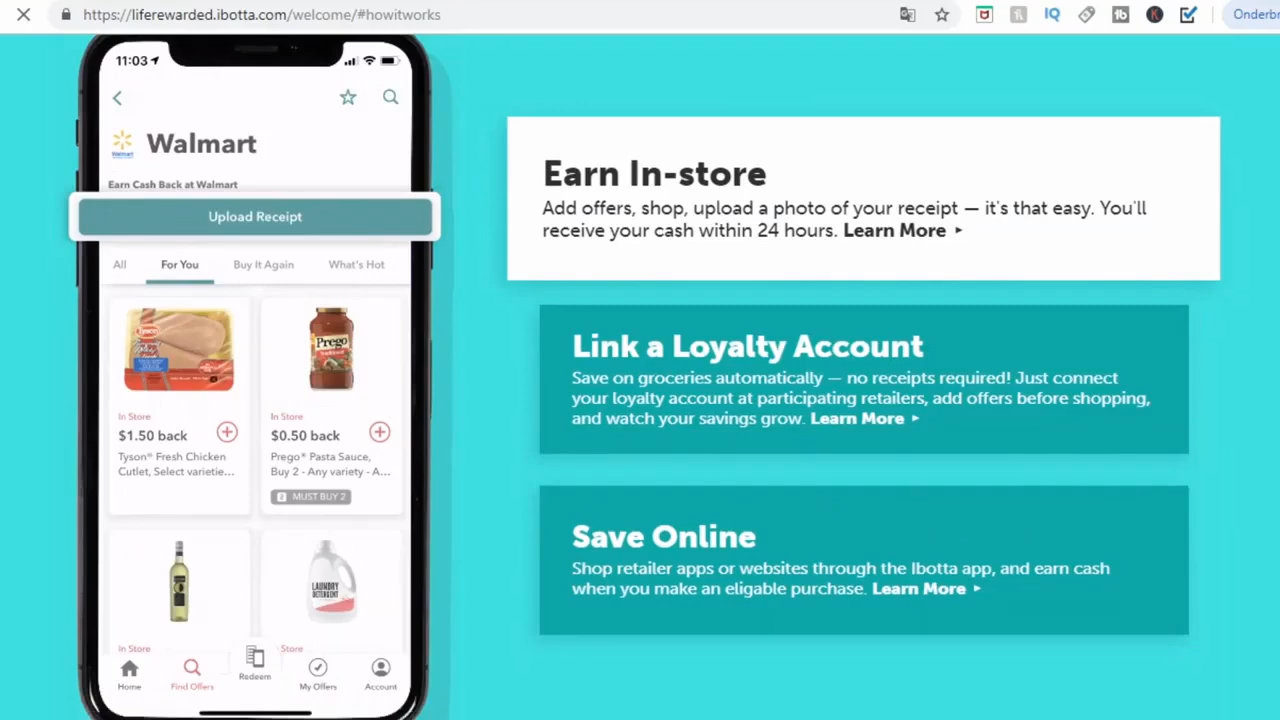 https://liferewarded.ibotta.com/welcome/#howitworks
Onderbr
11:03
Walmart
Walmart
Earn Cash Back at Walmart
Upload Receipt
All For You Buy It Again What's Hot
Tyson
Prego
In Store
$1.50 back
Tyson® Fresh Chicken
Cutlet, Select varietie...
In Store
$0.50 back
Prego® Pasta Sauce,
Buy 2 - Any variety - A...
2 MUST BUY 2
LAUNDRY
DETERGENT
In Store
Store
Home Find Offers Redeem My Offers Account
Earn In-store
Add offers, shop, upload a photo of your receipt — it's that easy. You'll
receive your cash within 24 hours. Learn More ▸
Link a Loyalty Account
Save on groceries automatically — no receipts required! Just connect
your loyalty account at participating retailers, add offers before shopping,
and watch your savings grow. Learn More ▸
Save Online
Shop retailer apps or websites through the Ibotta app, and earn cash
when you make an eligable purchase. Learn More ▸